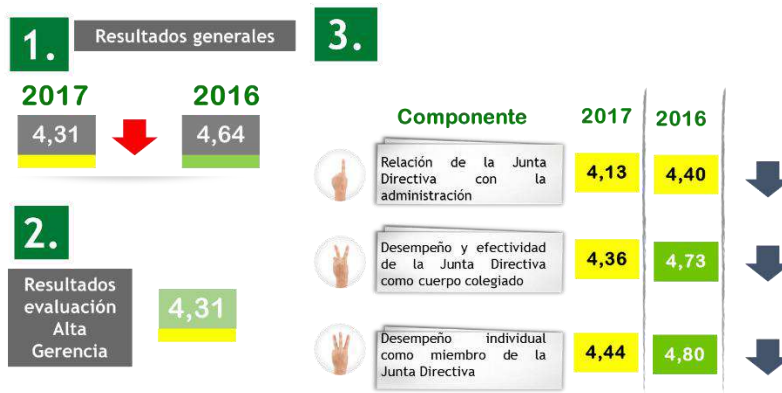 1.
Resultados generales
2017
2016
4,31
4,64
2.
Resultados
evaluación
Alta
Gerencia
4,31
3.
Componente
2017
2016
Relación de la Junta
Directiva con la
administración
4,13
4,40
Desempeño y efectividad
de la Junta Directiva
como cuerpo colegiado
4,36
4,73
Desempeño individual
como miembro de la
Junta Directiva
4,44
4,80